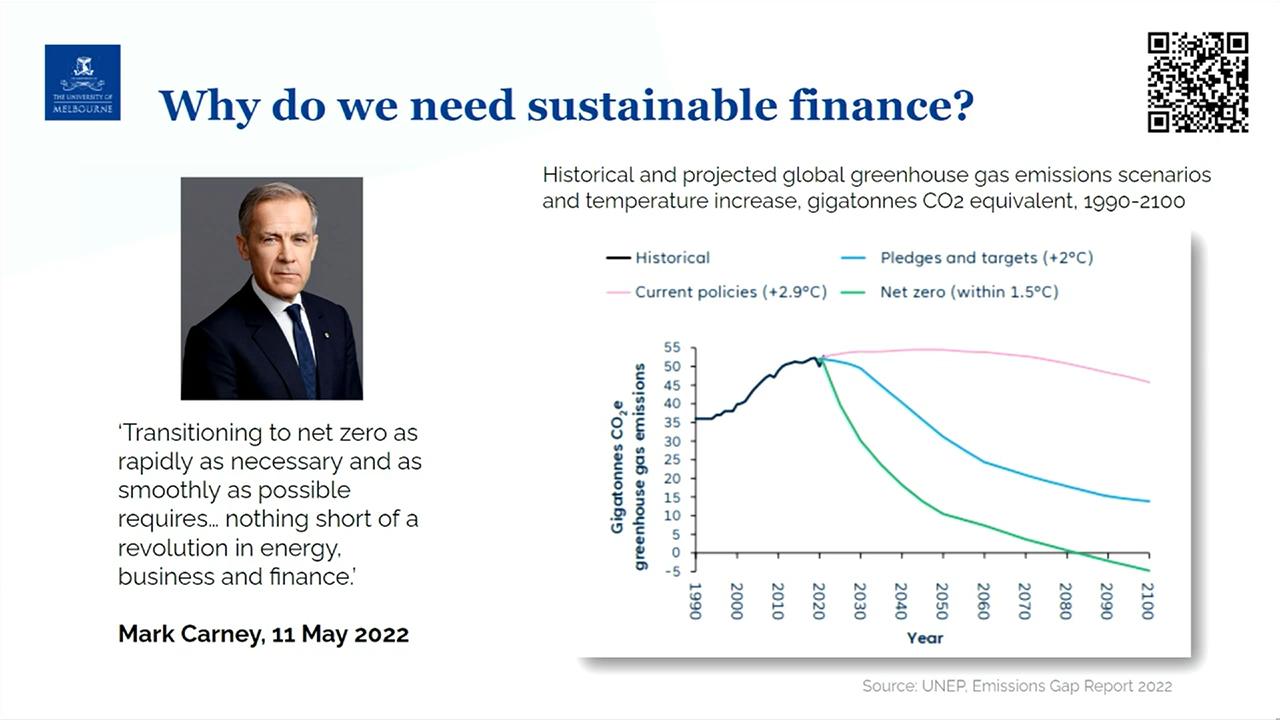 THE UNIVERSITY OF
MELBOURNE
Why do we need sustainable finance?
‘Transitioning to net zero as
rapidly as necessary and as
smoothly as possible
requires… nothing short of a
revolution in energy,
business and finance.’
Mark Carney, 11 May 2022
Historical and projected global greenhouse gas emissions scenarios
and temperature increase, gigatonnes CO2 equivalent, 1990-2100
Historical
Pledges and targets (+2°C)
Current policies (+2.9°C)
Net zero (within 1.5°C)
Gigatonnes CO₂e
greenhouse gas emissions
55
50
45
40
35
30
25
20
15
10
5
0
-5
1990
2000
2010
2020
2030
2040
2050
2060
2070
2080
2090
2100
Year
Source: UNEP, Emissions Gap Report 2022